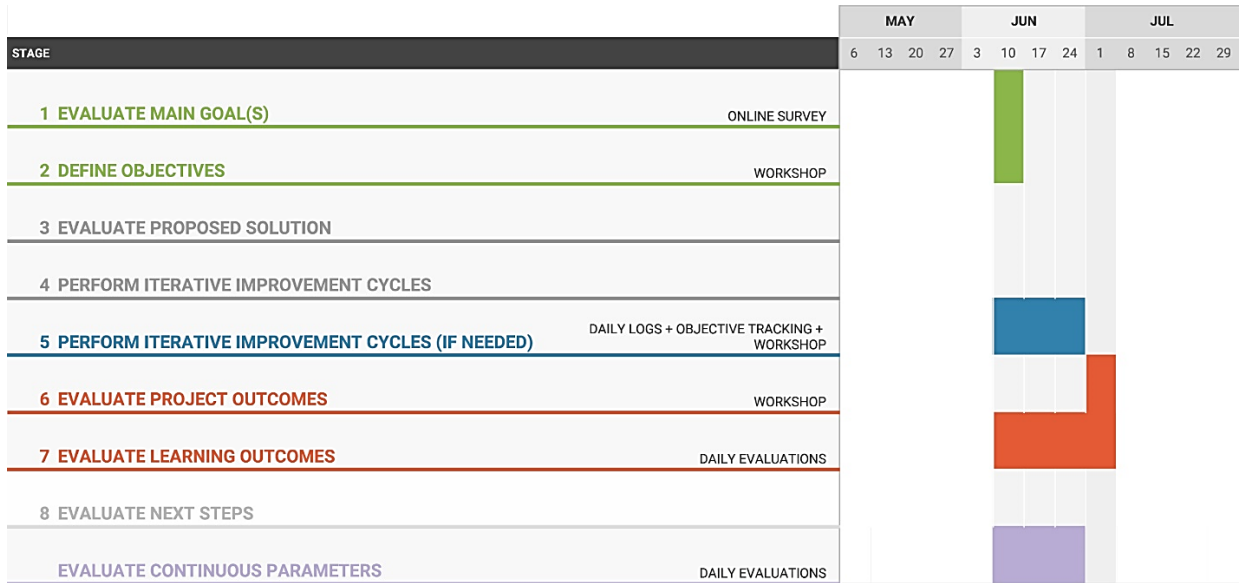 MAY JUN JUL
STAGE 6 13 20 27 3 10 17 24 1 8 15 22 29
1 EVALUATE MAIN GOAL(S) ONLINE SURVEY
2 DEFINE OBJECTIVES WORKSHOP
3 EVALUATE PROPOSED SOLUTION
4 PERFORM ITERATIVE IMPROVEMENT CYCLES
5 PERFORM ITERATIVE IMPROVEMENT CYCLES (IF NEEDED) DAILY LOGS + OBJECTIVE TRACKING +
WORKSHOP
6 EVALUATE PROJECT OUTCOMES WORKSHOP
7 EVALUATE LEARNING OUTCOMES DAILY EVALUATIONS
8 EVALUATE NEXT STEPS
EVALUATE CONTINUOUS PARAMETERS DAILY EVALUATIONS